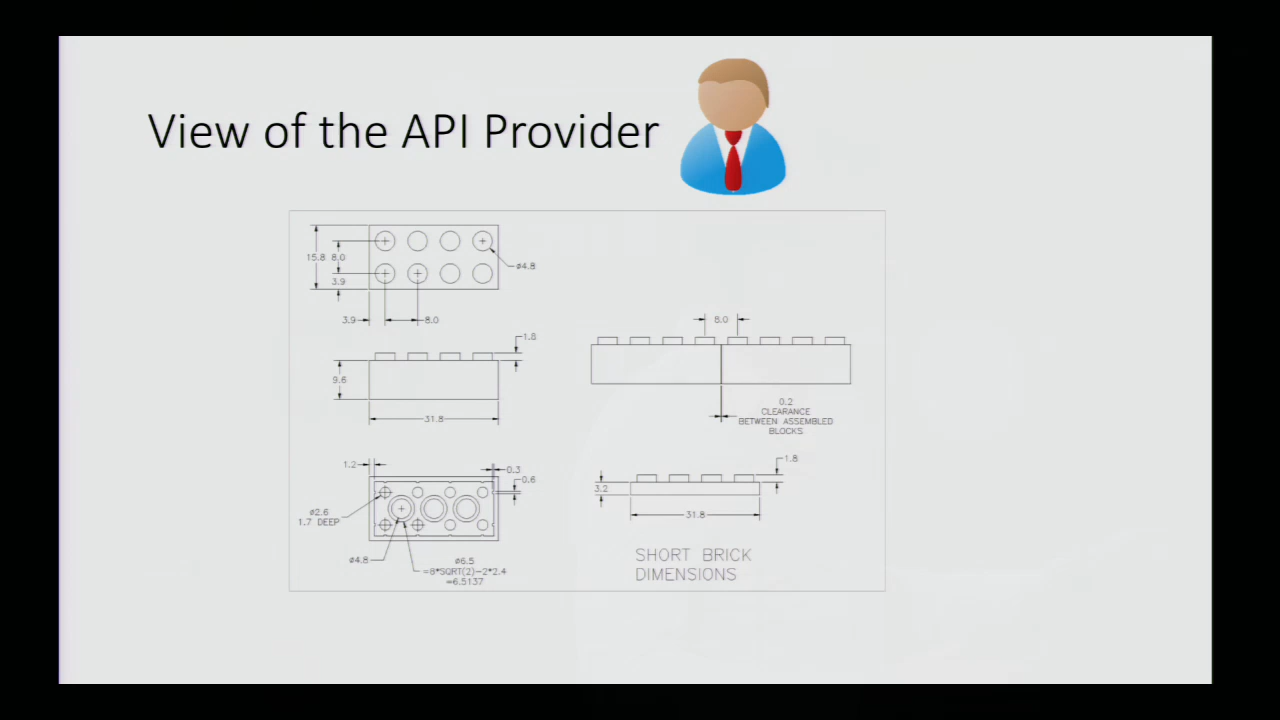 View of the API Provider
15.8
8.0
3.9
ø4.8
3.9
8.0
1.8
9.6
31.8
8.0
0.2
CLEARANCE
BETWEEN ASSEMBLED
BLOCKS
1.2
0.3
0.6
ø2.6
1.7 DEEP
ø4.8
ø6.5
=8*SQRT(2)-2*2.4
=6.5137
1.8
3.2
31.8
SHORT BRICK
DIMENSIONS